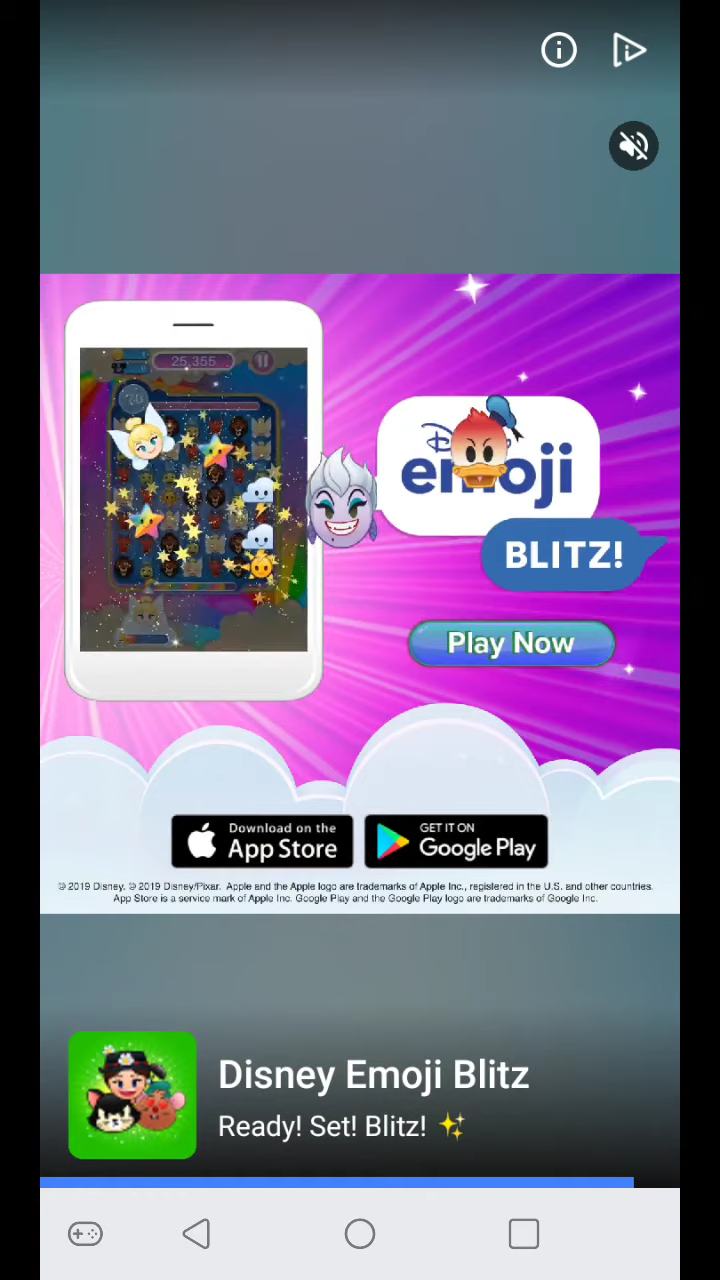 25,355
emoji
BLITZ!
Play Now
Download on the
App Store
GET IT ON
Google Play
© 2019 Disney. © 2019 Disney/Pixar. Apple and the Apple logo are trademarks of Apple Inc., registered in the U.S. and other countries.
App Store is a service mark of Apple Inc. Google Play and the Google Play logo are trademarks of Google Inc.
Disney Emoji Blitz
Ready! Set! Blitz! ✨